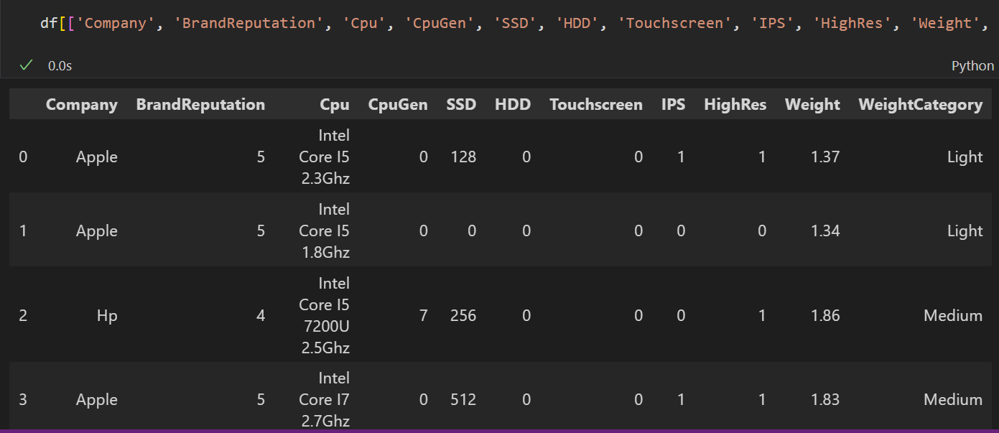 df[['Company', 'BrandReputation', 'Cpu', 'CpuGen', 'SSD', 'HDD', 'Touchscreen', 'IPS', 'HighRes', 'Weight',
0.0s
Python
Company BrandReputation Cpu CpuGen SSD HDD Touchscreen IPS HighRes Weight WeightCategory
Intel
0 Apple 5 Core I5 0 128 0 0 1 1 1.37 Light
2.3Ghz
Intel
1 Apple 5 Core I5 0 0 0 0 0 0 1.34 Light
1.8Ghz
Intel
Core I5
2 Hp 4 7 256 0 0 0 1 1.86 Medium
7200U
2.5Ghz
Intel
3 Apple 5 Core I7 0 512 0 0 1 1 1.83 Medium
2.7Ghz